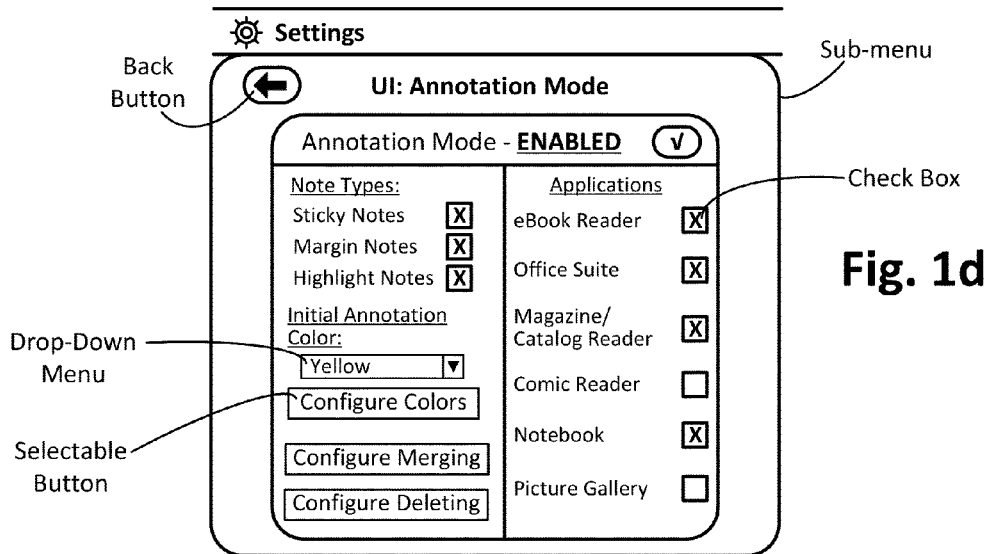 Settings
Back
Button
UI: Annotation Mode
Sub-menu
Annotation Mode - ENABLED √
Note Types:
Sticky Notes X
Margin Notes X
Highlight Notes X
Initial Annotation
Color:
Yellow ▼
Configure Colors
Configure Merging
Configure Deleting
Applications
eBook Reader X
Office Suite X
Magazine/
Catalog Reader X
Comic Reader
Notebook X
Picture Gallery
Check Box
Drop-Down
Menu
Selectable
Button
Fig. 1d